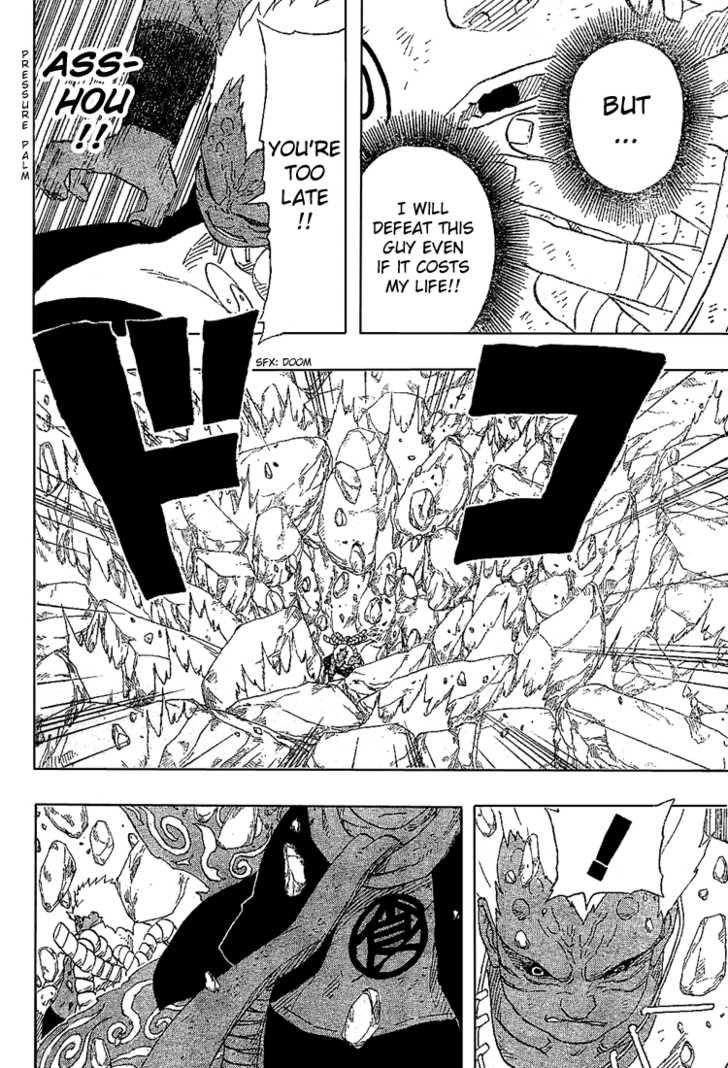 BUT
...
I WILL
DEFEAT THIS
GUY EVEN
IF IT COSTS
MY LIFE!!
YOU'RE
TOO
LATE
!!
ASS-
HOU
!!
PRESSURE PALM
SFX: DOOM
ドコ
!
食